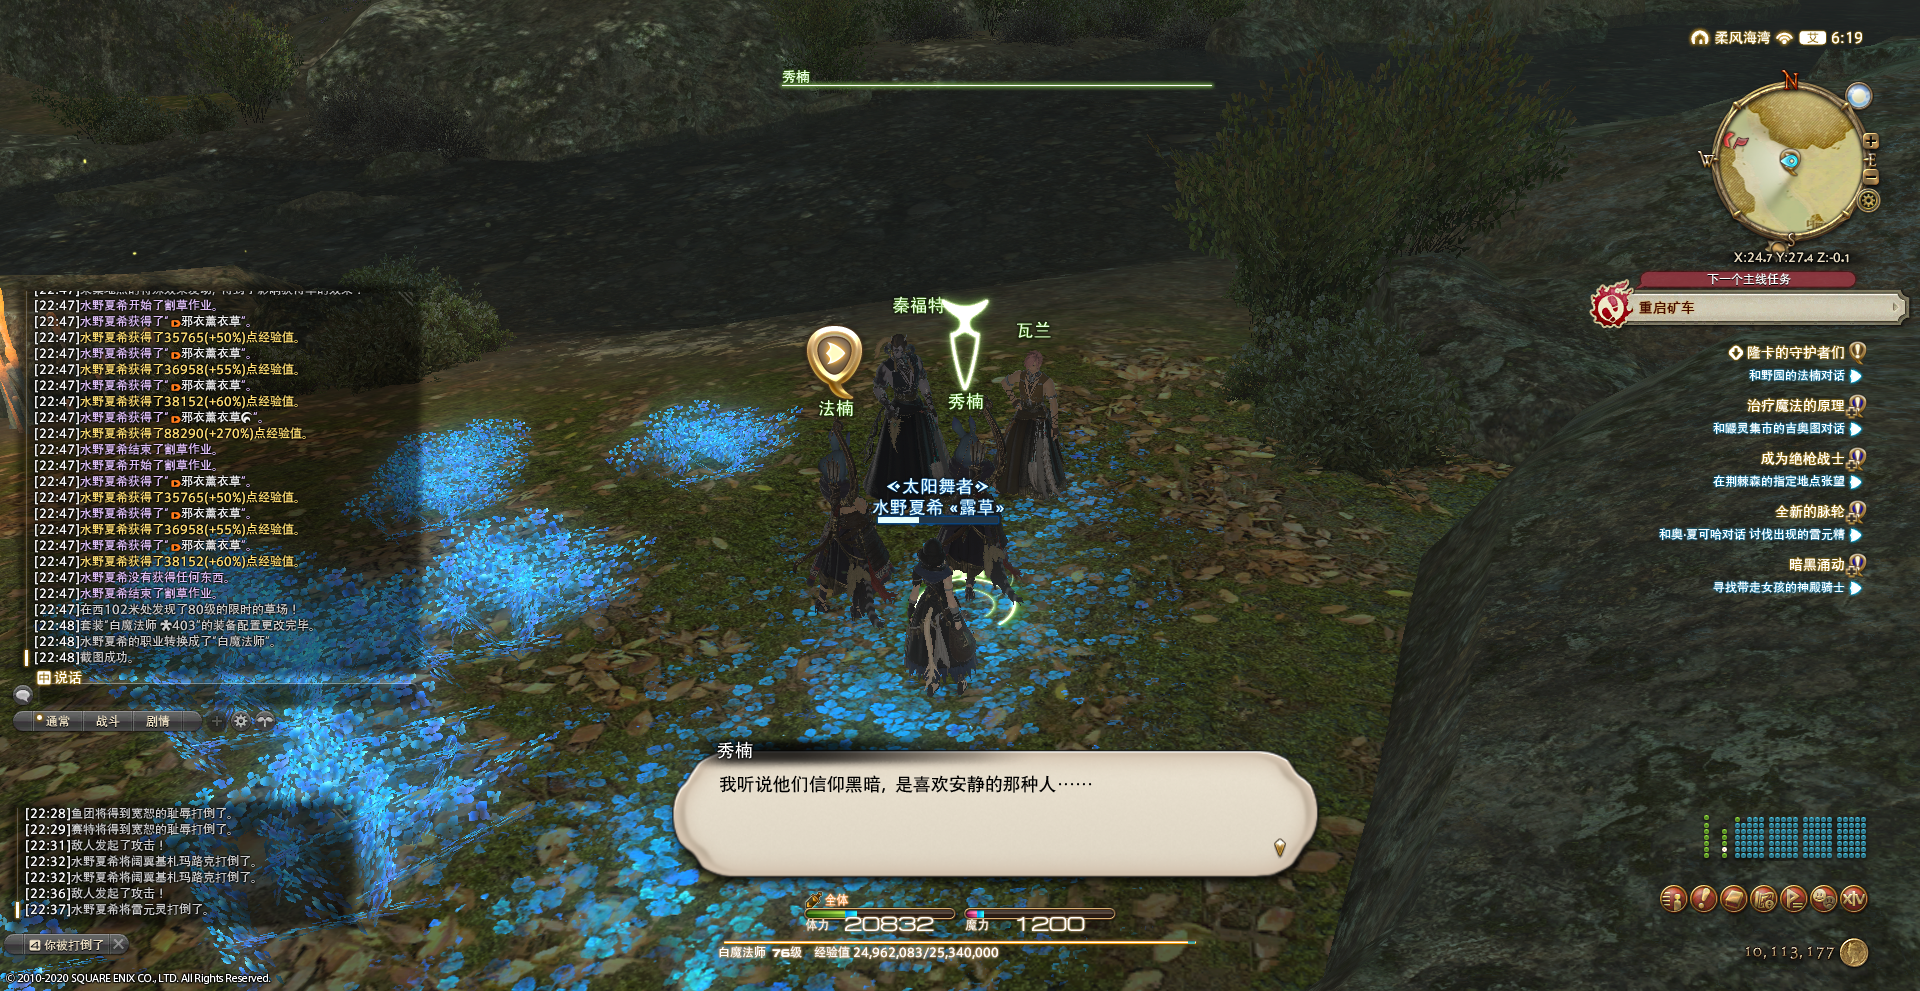 秀楠
柔风海湾
艾 6:19
N
W
E
S
X:24.7 Y:27.4 Z:-0.1
下一个主线任务
重启矿车
隆卡的守护者们
和野园的法楠对话
治疗魔法的原理
和鼹灵集市的吉奥图对话
成为绝枪战士
在荆棘森的指定地点张望
全新的脉轮
和奥·夏可哈对话 讨伐出现的雷元精
暗黑涌动
寻找带走女孩的神殿骑士
[22:47]水野夏希开始了割草作业。
[22:47]水野夏希获得了“邪衣薰衣草”。
[22:47]水野夏希获得了35765(+50%)点经验值。
[22:47]水野夏希获得了“邪衣薰衣草”。
[22:47]水野夏希获得了36958(+55%)点经验值。
[22:47]水野夏希获得了“邪衣薰衣草”。
[22:47]水野夏希获得了38152(+60%)点经验值。
[22:47]水野夏希获得了“邪衣薰衣草”。
[22:47]水野夏希获得了88290(+270%)点经验值。
[22:47]水野夏希结束了割草作业。
[22:47]水野夏希开始了割草作业。
[22:47]水野夏希获得了“邪衣薰衣草”。
[22:47]水野夏希获得了35765(+50%)点经验值。
[22:47]水野夏希获得了“邪衣薰衣草”。
[22:47]水野夏希获得了36958(+55%)点经验值。
[22:47]水野夏希获得了“邪衣薰衣草”。
[22:47]水野夏希获得了38152(+60%)点经验值。
[22:47]水野夏希没有获得任何东西。
[22:47]水野夏希结束了割草作业。
[22:47]在西102米处发现了80级的限时的草场！
[22:48]套装“白魔法师 ★403”的装备配置更改完毕。
[22:48]水野夏希的职业转换成了“白魔法师”。
[22:48]截图成功。
说话
通常 战斗 剧情
秦福特
瓦兰
法楠
秀楠
«太阳舞者»
水野夏希 «露草»
秀楠
我听说他们信仰黑暗，是喜欢安静的那种人……
[22:28]鱼团将得到宽恕的耻辱打倒了。
[22:29]赛特将得到宽恕的耻辱打倒了。
[22:31]敌人发起了攻击！
[22:32]水野夏希将阔翼基札玛路克打倒了。
[22:32]水野夏希将阔翼基札玛路克打倒了。
[22:36]敌人发起了攻击！
[22:37]水野夏希将雷元灵打倒了。
4 你被打倒了
全体
体力 20832 魔力 1200
白魔法师 76级 经验值 24,962,083/25,340,000
10,113,177
© 2010-2020 SQUARE ENIX CO., LTD. All Rights Reserved.